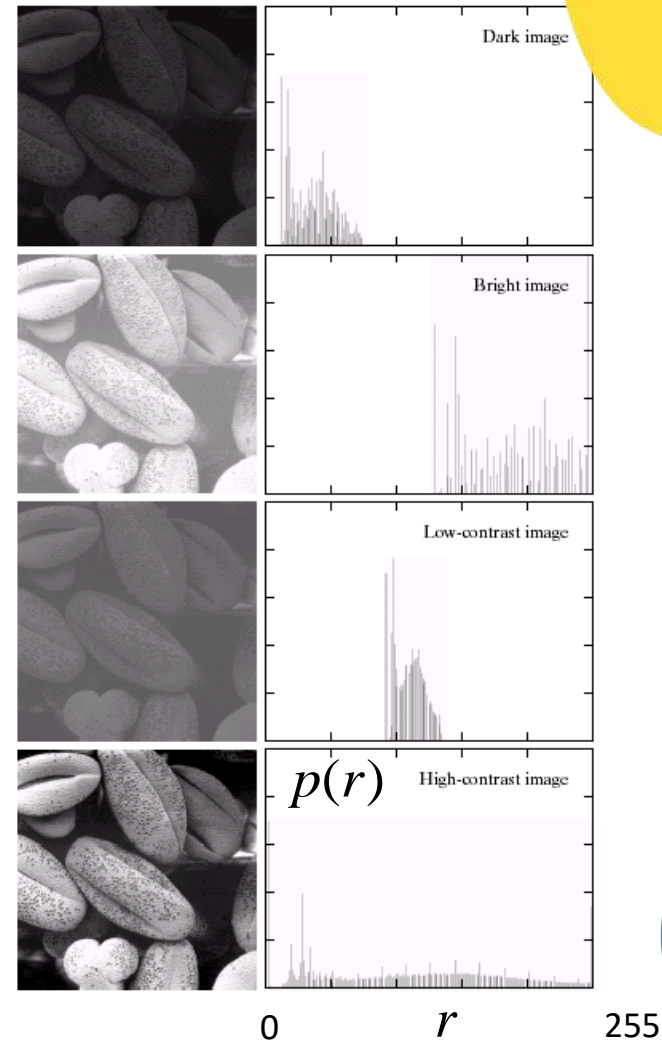 Dark image
Bright image
Low-contrast image
p(r)
High-contrast image
0
r
255